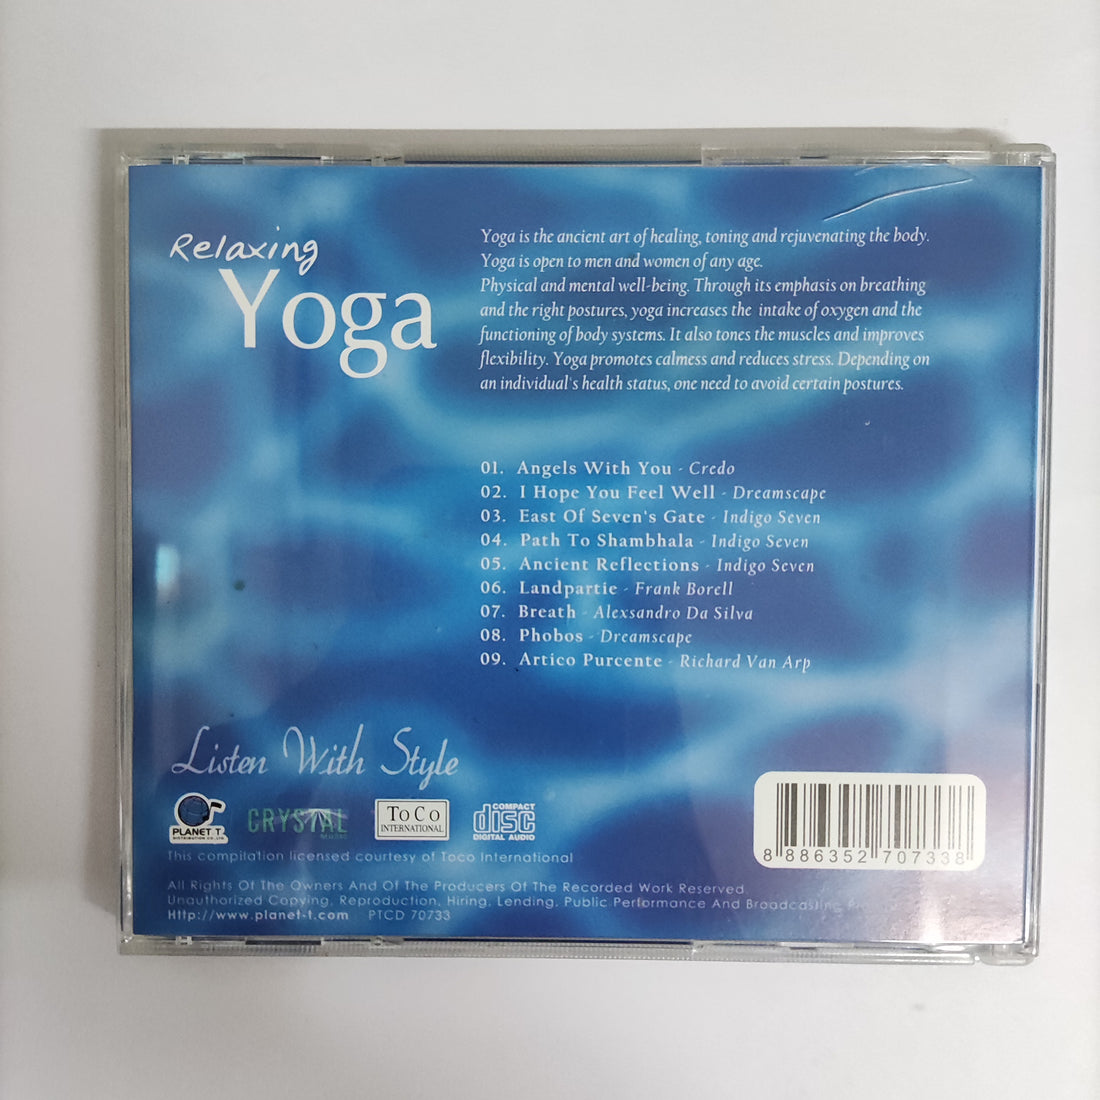 Relaxing
Yoga
Yoga is the ancient art of healing, toning and rejuvenating the body.
Yoga is open to men and women of any age.
Physical and mental well-being. Through its emphasis on breathing
and the right postures, yoga increases the intake of oxygen and the
functioning of body systems. It also tones the muscles and improves
flexibility. Yoga promotes calmess and reduces stress. Depending on
an individual's health status, one need to avoid certain postures.
01. Angels With You - Credo
02. I Hope You Feel Well - Dreamscape
03. East Of Seven's Gate - Indigo Seven
04. Path To Shambhala - Indigo Seven
05. Ancient Reflections - Indigo Seven
06. Landpartie - Frank Borell
07. Breath - Alexsandro Da Silva
08. Phobos - Dreamscape
09. Artico Purcente - Richard Van Arp
Listen With Style
PLANET T
DISTRIBUTION CO.,LTD.
CRYSTAL
MUSIC
ToCo
INTERNATIONAL
COMPACT
disc
DIGITAL AUDIO
8 886352 707338
This compilation licensed courtesy of Toco International
All Rights Of The Owners And Of The Producers Of The Recorded Work Reserved.
Unauthorized Copying, Reproduction, Hiring, Lending, Public Performance And Broadcasting
Http://www.planet-t.com PTCD 70733